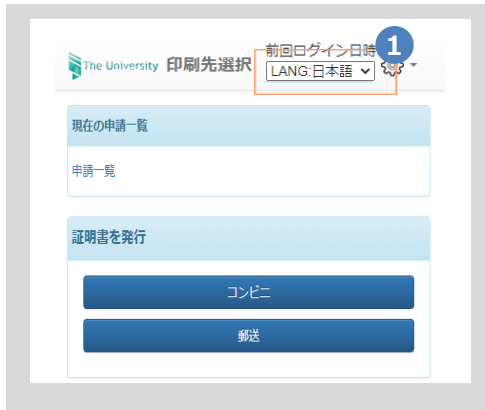 前回ログイン日時
1
The University 印刷先選択
LANG:日本語
現在の申請一覧
申請一覧
証明書を発行
コンビニ
郵送